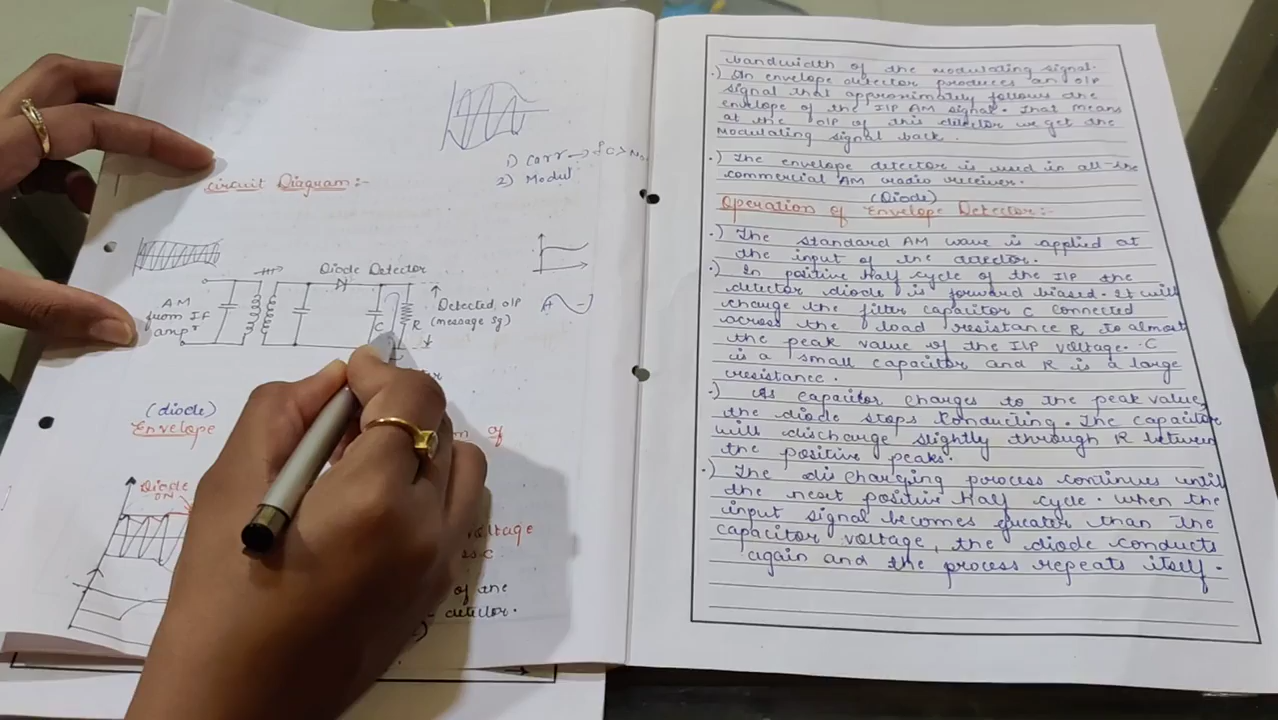 1) Carr → fc >
2) Modul
Circuit Diagram:-
Diode Detector
AM
from IF
ampr
C
R
Detected O/P
(message Sg)
A
(diode)
Envelope
of
Diode
ON
voltage
C.
of the
detector.
bandwidth of the modulating signal.
.) An envelope detector produces an O/P
signal that approximately follows the
envelope of the I/P AM signal. That means
at the O/P of this detector we get the
Modulating signal back.
.) The envelope detector is used in all
commercial AM radio receiver.
(Diode)
Operation of Envelope Detector:-
.) The standard AM wave is applied at
the input of the detector.
.) In positive half cycle of the I/P the
detector diode is forward biased. It will
charge the filter capacitor C connected
across the load resistance R to almost
the peak value of the I/P voltage. C
is a small capacitor and R is a large
resistance.
.) As capacitor charges to the peak value,
the diode stops conducting. The capacitor
will discharge slightly through R between
the positive peaks.
.) The discharging process continues until
the next positive half cycle. When the
input signal becomes greater than the
capacitor voltage, the diode conducts
again and the process repeats itself.